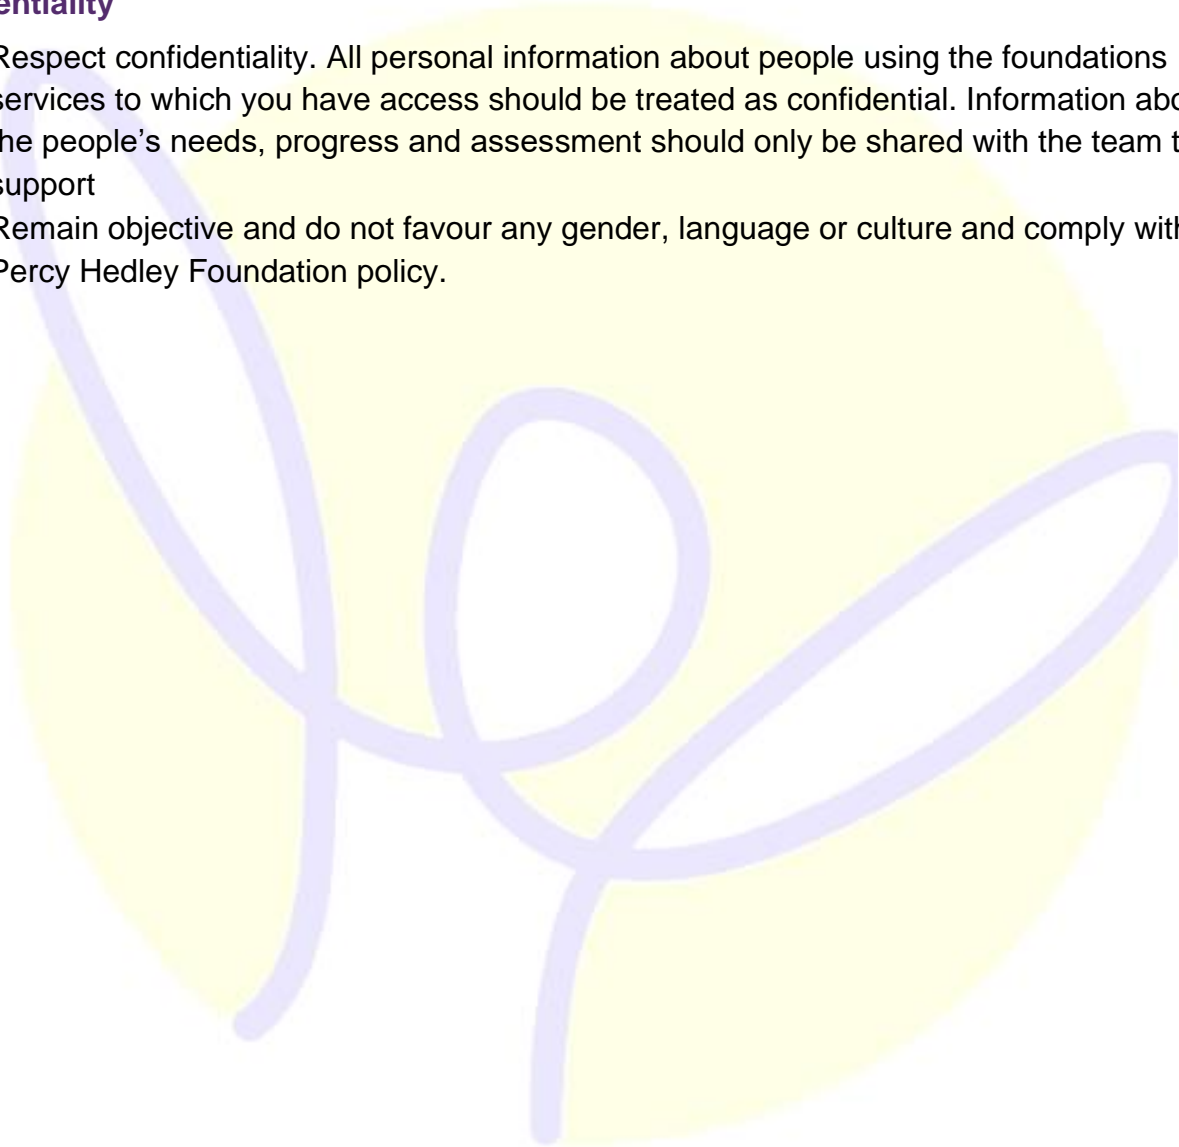 entiality
Respect confidentiality. All personal information about people using the foundations
services to which you have access should be treated as confidential. Information abo
the people's needs, progress and assessment should only be shared with the team t
support
Remain objective and do not favour any gender, language or culture and comply with
Percy Hedley Foundation policy.